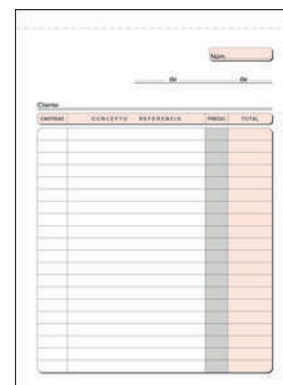 Núm.
de de
Cliente
CANTIDAD CONCEPTO - REFERENCIA PRECIO TOTAL